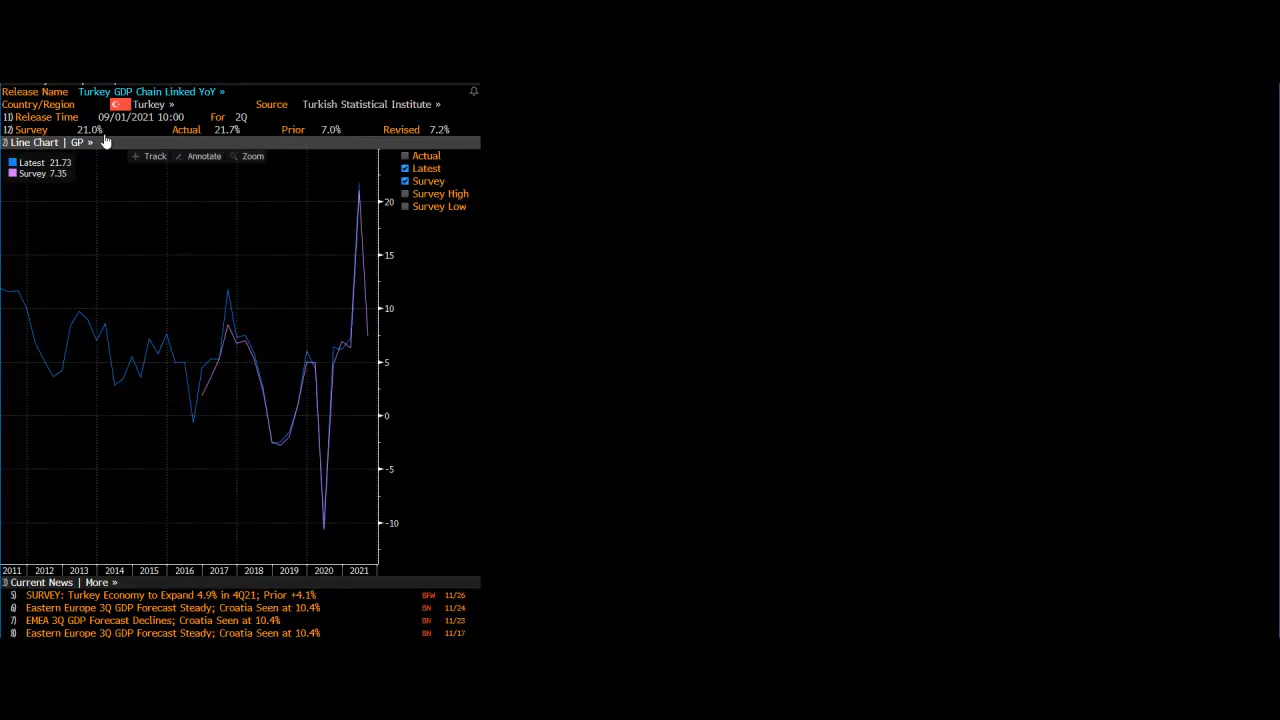 Release Name Turkey GDP Chain Linked YoY »
Country/Region Turkey » Source Turkish Statistical Institute »
11) Release Time 09/01/2021 10:00 For 2Q
12) Survey 21.0% Actual 21.7% Prior 7.0% Revised 7.2%
2) Line Chart | GP »
Track Annotate Zoom
Latest 21.73
Survey 7.35
Actual
Latest
Survey
Survey High
Survey Low
20
15
10
5
0
-5
-10
2011 2012 2013 2014 2015 2016 2017 2018 2019 2020 2021
3) Current News | More »
5) SURVEY: Turkey Economy to Expand 4.9% in 4Q21; Prior +4.1% BFW 11/26
6) Eastern Europe 3Q GDP Forecast Steady; Croatia Seen at 10.4% BN 11/24
7) EMEA 3Q GDP Forecast Declines; Croatia Seen at 10.4% BN 11/23
8) Eastern Europe 3Q GDP Forecast Steady; Croatia Seen at 10.4% BN 11/17